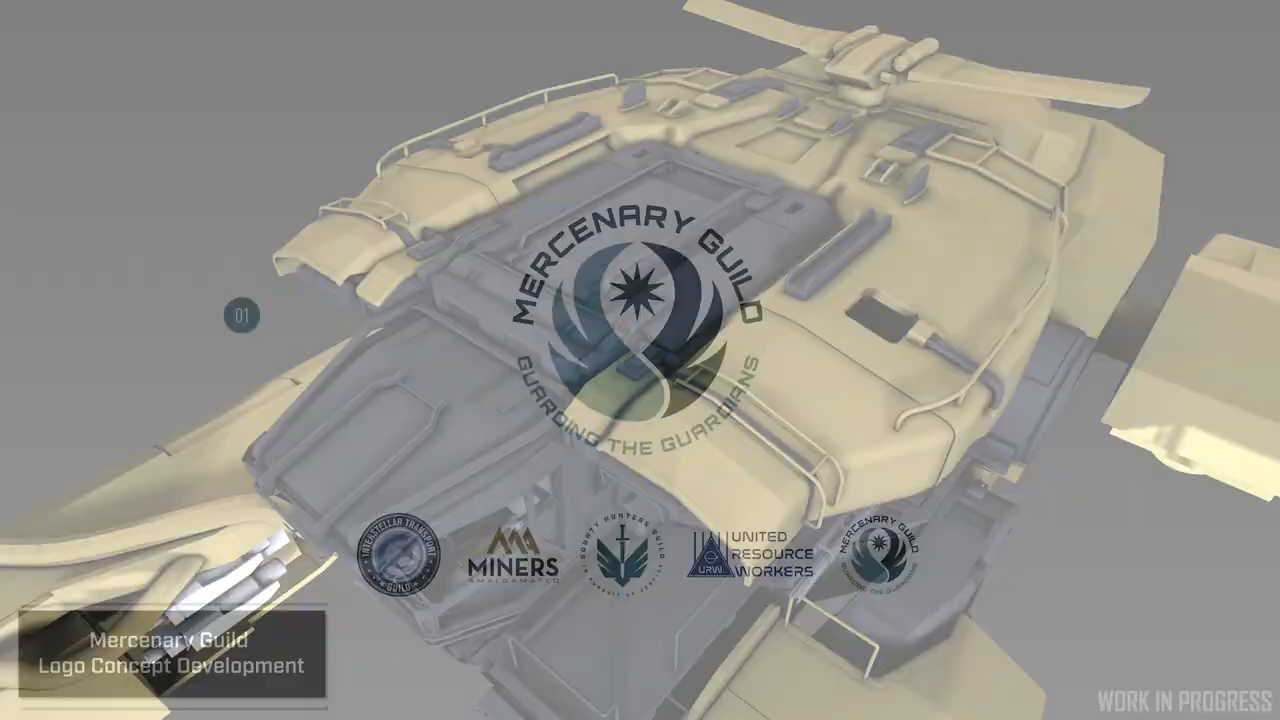 MERCENARY GUILD
GUARDING THE GUARDIANS
01
INTERSTELLAR TRANSPORT
GUILD
MINERS
AMALGAMATED
BOUNTY HUNTERS GUILD
URW
UNITED
RESOURCE
WORKERS
MERCENARY GUILD
GUARDING THE GUARDIANS
Mercenary Guild
Logo Concept Development
WORK IN PROGRESS